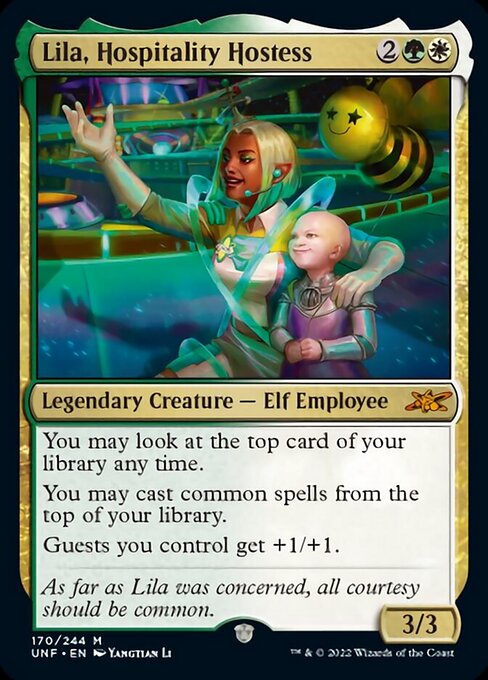 Lila, Hospitality Hostess 2
Legendary Creature — Elf Employee
You may look at the top card of your
library any time.
You may cast common spells from the
top of your library.
Guests you control get +1/+1.
As far as Lila was concerned, all courtesy
should be common.
3/3
170/244 M
UNF • EN Yangtian Li
™ & © 2022 Wizards of the Coast